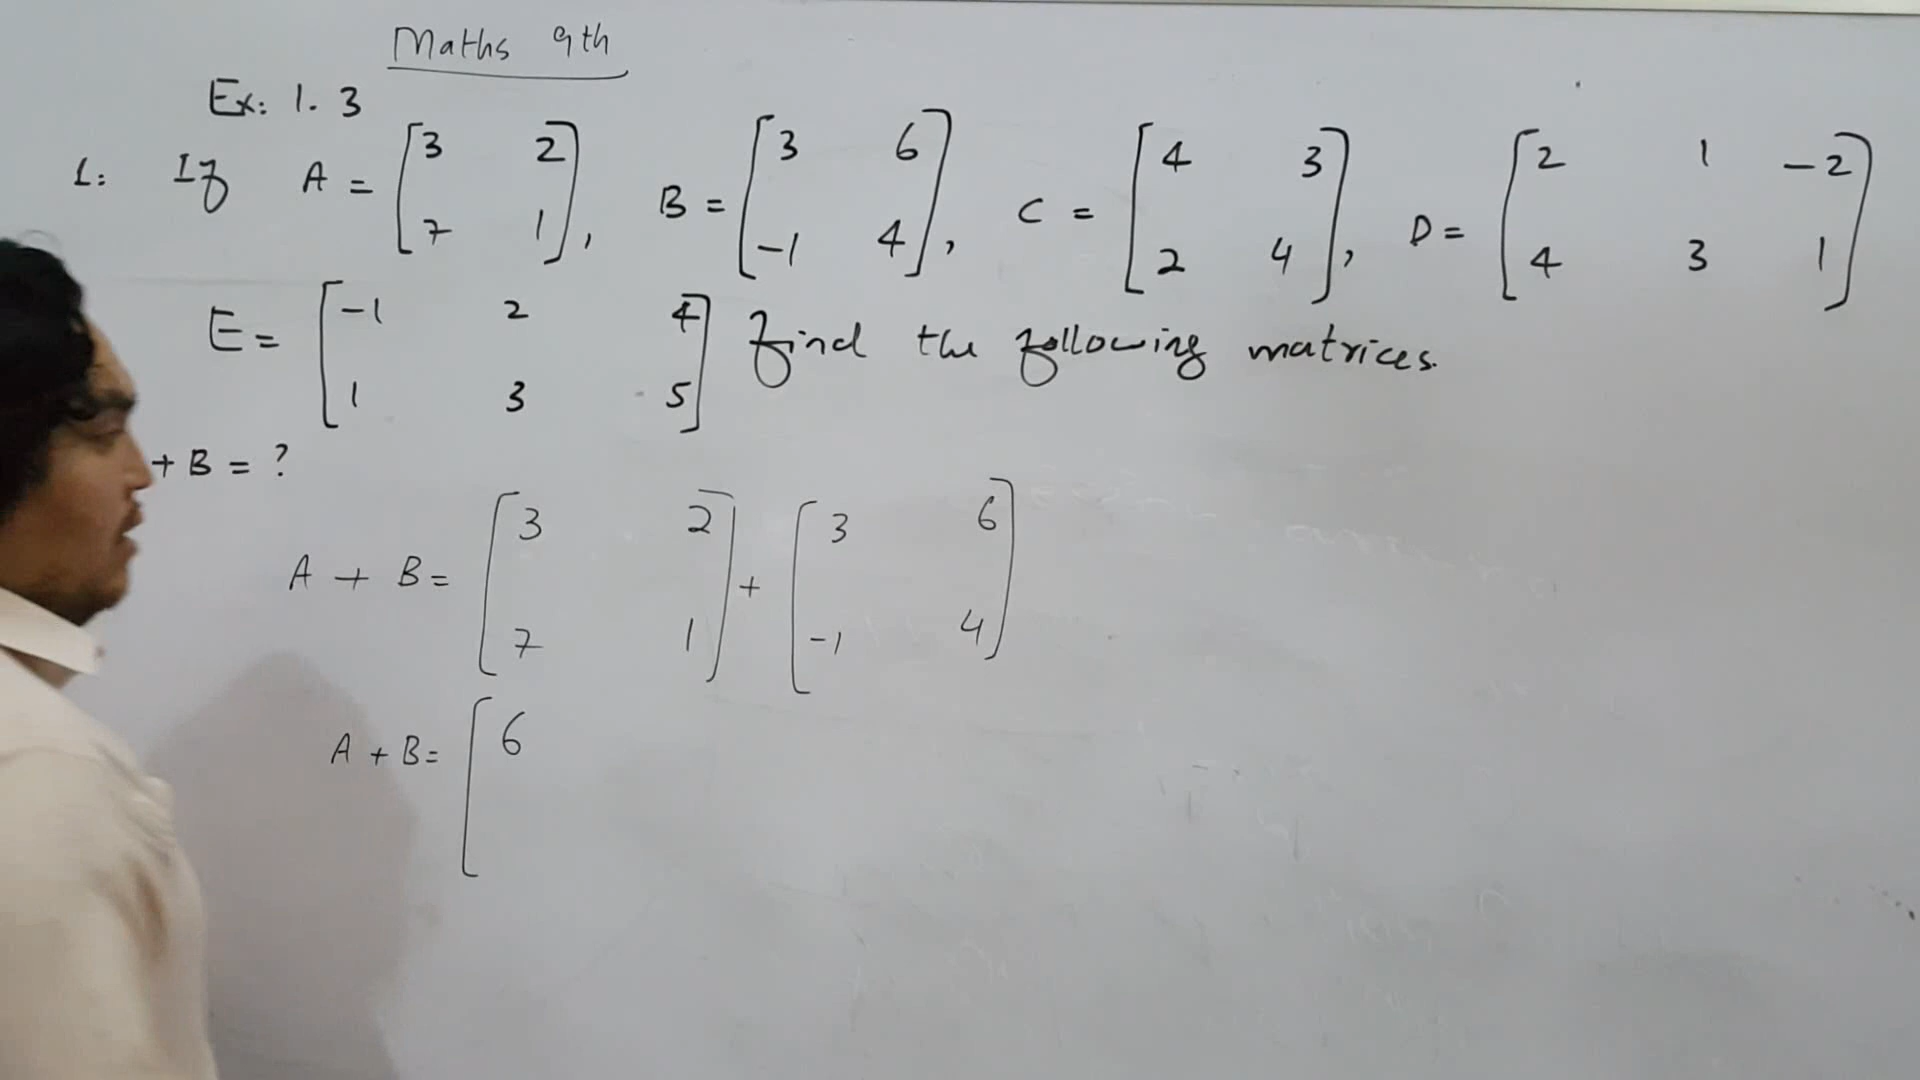 Maths 9th
Ex: 1.3
1: If A = [3 2
7 1], B = [3 6
-1 4], C = [4 3
2 4], D = [2 1 -2
4 3 1]
E = [-1 2 4
1 3 5] find the following matrices.
+ B = ?
A + B = [3 2
7 1] + [3 6
-1 4]
A + B = [6